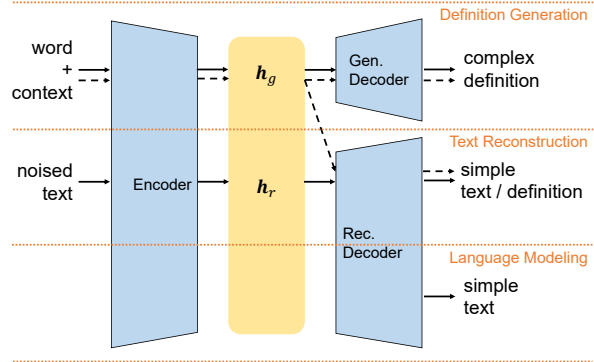 Definition Generation
word
+
context
h_g
Gen.
Decoder
complex
definition
Text Reconstruction
noised
text
Encoder
h_r
simple
text / definition
Rec.
Decoder
Language Modeling
simple
text